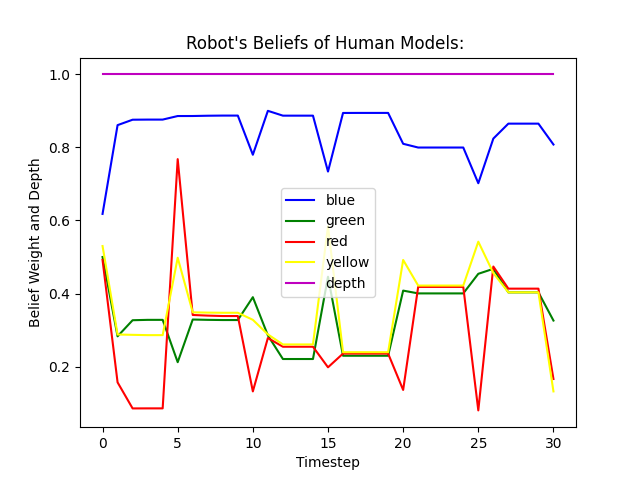 Robot's Beliefs of Human Models:
1.0
0.8
0.6
0.4
0.2
Belief Weight and Depth
blue
green
red
yellow
depth
0 5 10 15 20 25 30
Timestep